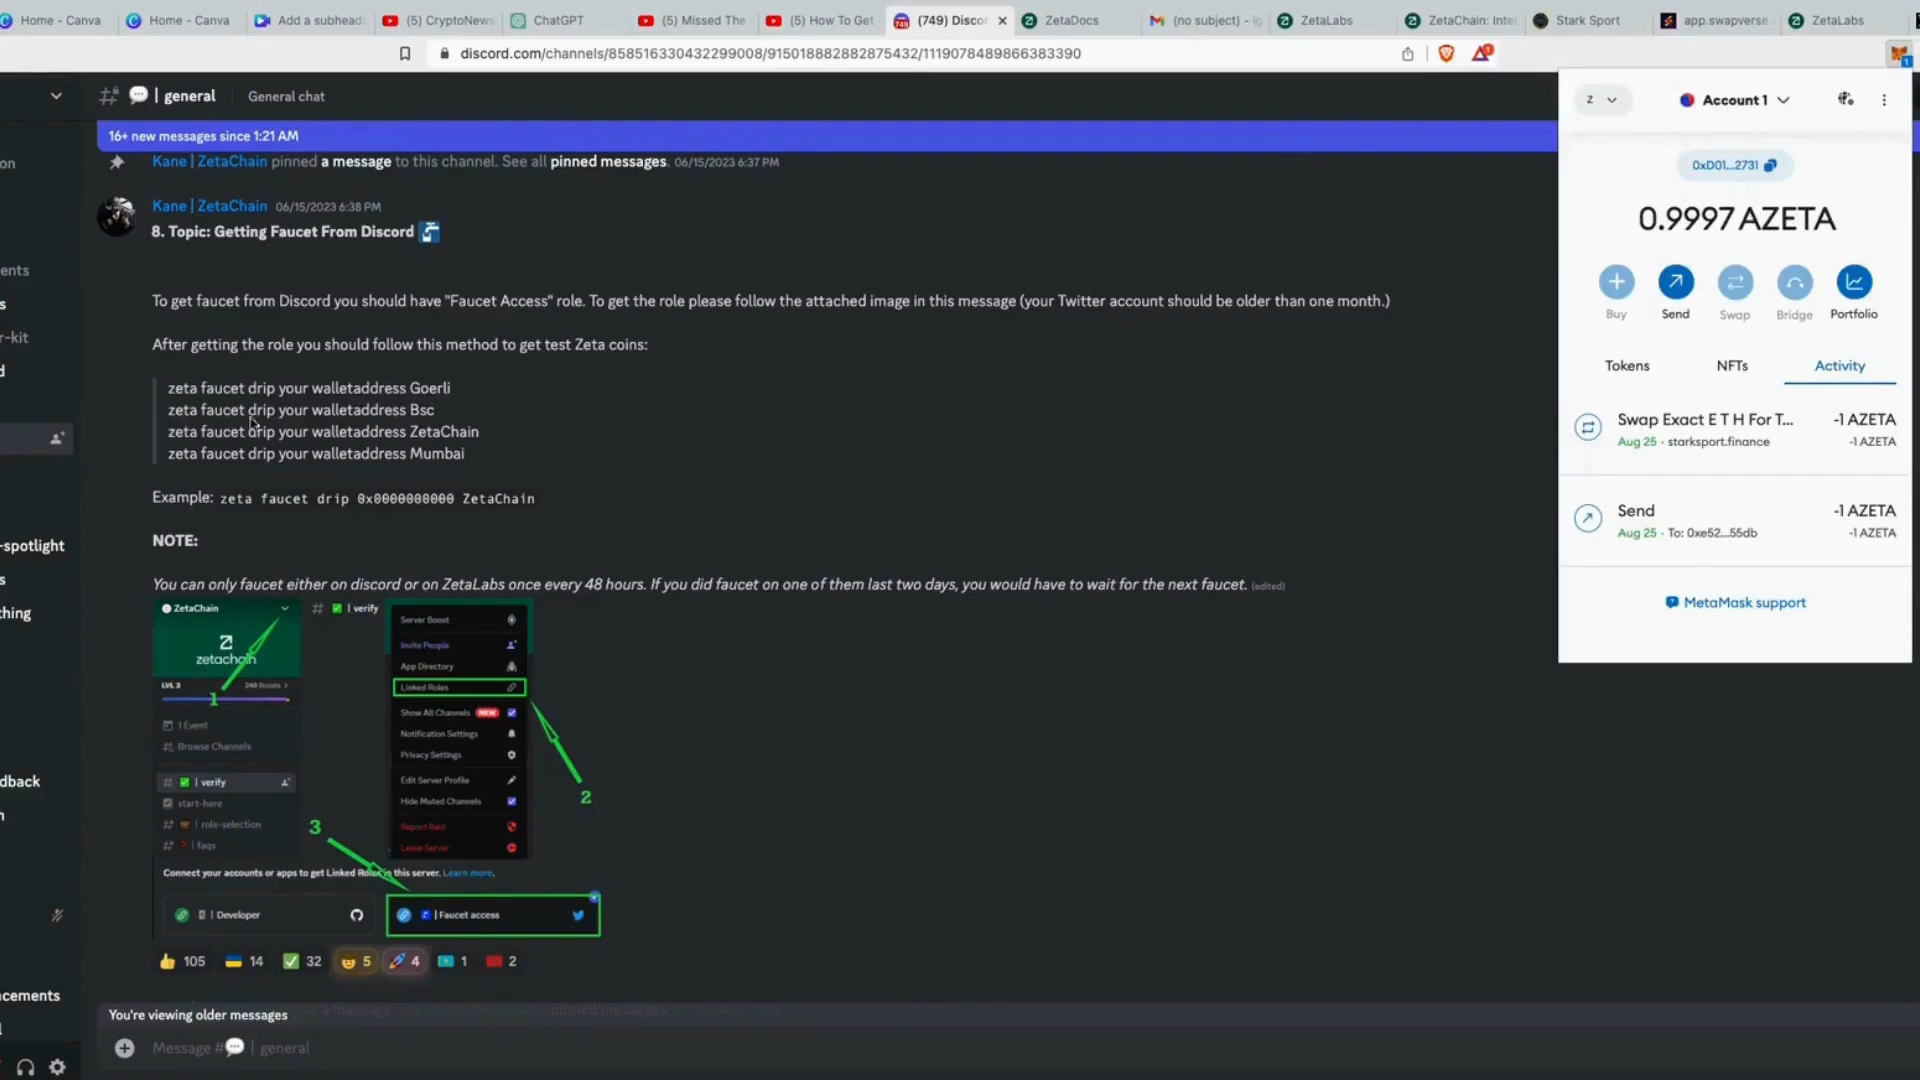 Home - Canva
Home - Canva
Add a subheadi
(5) CryptoNews
ChatGPT
(5) Missed The
(5) How To Get
(749) Discor
ZetaDocs
(no subject) - ig
ZetaLabs
ZetaChain: Inte
Stark Sport
app.swapverse.
ZetaLabs
discord.com/channels/858516330432299008/915018882882875432/1119078489866383390
| general
General chat
16+ new messages since 1:21 AM
Kane | ZetaChain pinned a message to this channel. See all pinned messages. 06/15/2023 6:37 PM
Kane | ZetaChain 06/15/2023 6:38 PM
8. Topic: Getting Faucet From Discord
To get faucet from Discord you should have "Faucet Access" role. To get the role please follow the attached image in this message (your Twitter account should be older than one month.)
After getting the role you should follow this method to get test Zeta coins:
zeta faucet drip your walletaddress Goerli
zeta faucet drip your walletaddress Bsc
zeta faucet drip your walletaddress ZetaChain
zeta faucet drip your walletaddress Mumbai
Example: zeta faucet drip 0x0000000000 ZetaChain
NOTE:
You can only faucet either on discord or on ZetaLabs once every 48 hours. If you did faucet on one of them last two days, you would have to wait for the next faucet. (edited)
ZetaChain
zetachain
LVL 3
248 Boosts >
1
1 Event
Browse Channels
| verify
start-here
| role-selection
| faqs
| verify
Server Boost
Invite People
App Directory
Linked Roles
Show All Channels NEW
Notification Settings
Privacy Settings
Edit Server Profile
Hide Muted Channels
Report Raid
Leave Server
2
3
Connect your accounts or apps to get Linked Roles in this server. Learn more.
| Developer
| Faucet access
105
14
32
5
4
1
2
You're viewing older messages
Message # | general
on
ents
s
r-kit
d
-spotlight
s
thing
dback
n
cements
l
Z
Account 1
1
0xD01...2731
0.9997 AZETA
Buy
Send
Swap
Bridge
Portfolio
Tokens
NFTs
Activity
Swap Exact E T H For T...
-1 AZETA
Aug 25 · starksport.finance
-1 AZETA
Send
-1 AZETA
Aug 25 · To: 0xe52...55db
-1 AZETA
MetaMask support